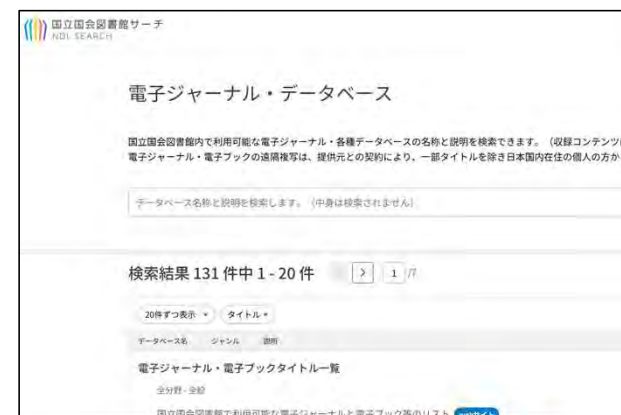 国立国会図書館サーチ
NDL SEARCH
電子ジャーナル・データベース
国立国会図書館内で利用可能な電子ジャーナル・各種データベースの名称と説明を検索できます。（収録コンテンツ
電子ジャーナル・電子ブックの遠隔複写は、提供元との契約により、一部タイトルを除き日本国内在住の個人の方か
データベース名称と説明を検索します。（中身は検索されません）
検索結果 131 件中 1 - 20 件 > 1 /7
20件ずつ表示 タイトル
データベース名 ジャンル 説明
電子ジャーナル・電子ブックタイトル一覧
全分野 - 全般
国立国会図書館で利用可能な電子ジャーナルと電子ブック等のリスト webサイト